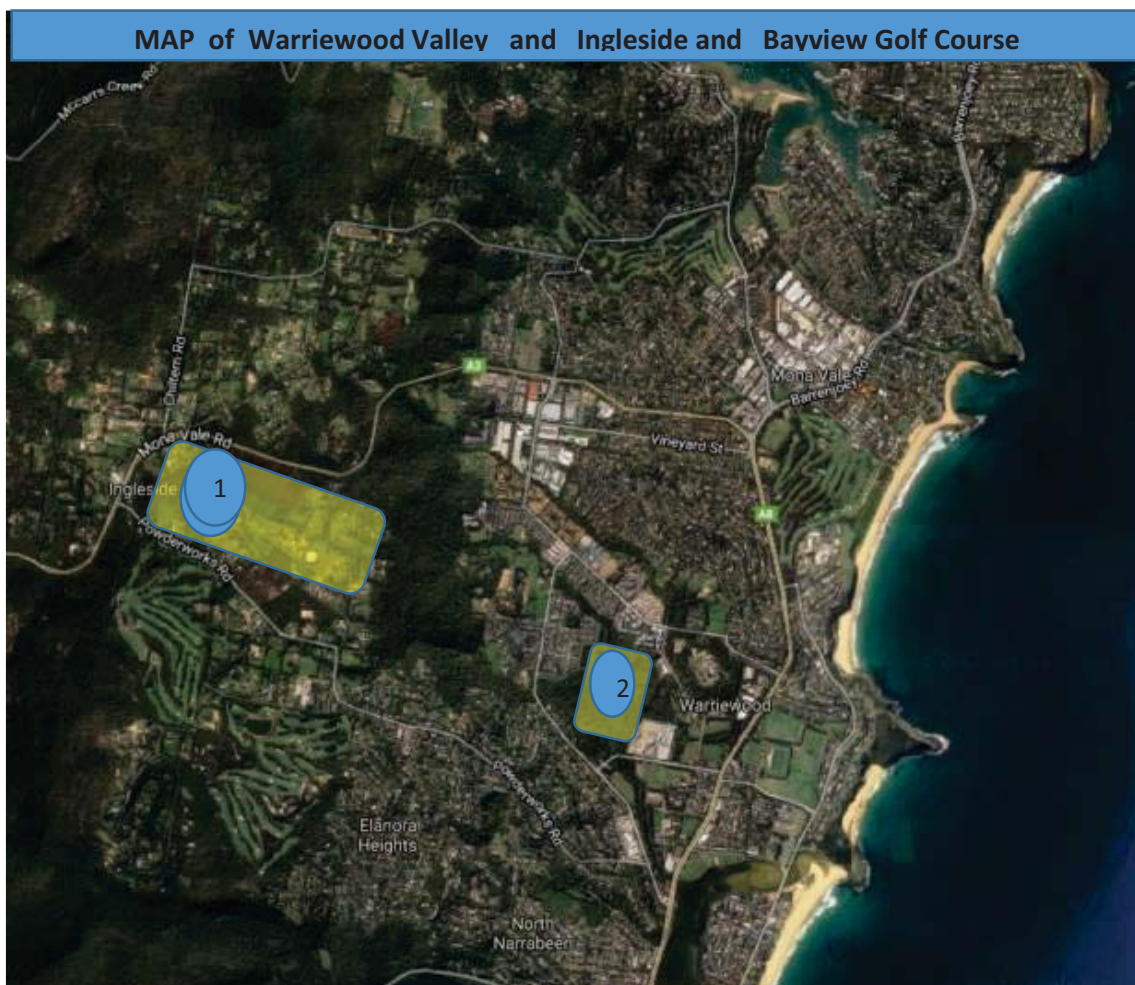 MAP of Warriewood Valley and Ingleside and Bayview Golf Course
Mccarrs Creek Rd
Barrenjoey Rd
Chiltern Rd
A3
Mona Vale
Barrenjoey Rd
Mona Vale Rd
Vineyard St
Ingleside
1
A8
Powderworks Rd
2
Warriewood
Powderworks Rd
Elanora
Heights
North
Narrabeen